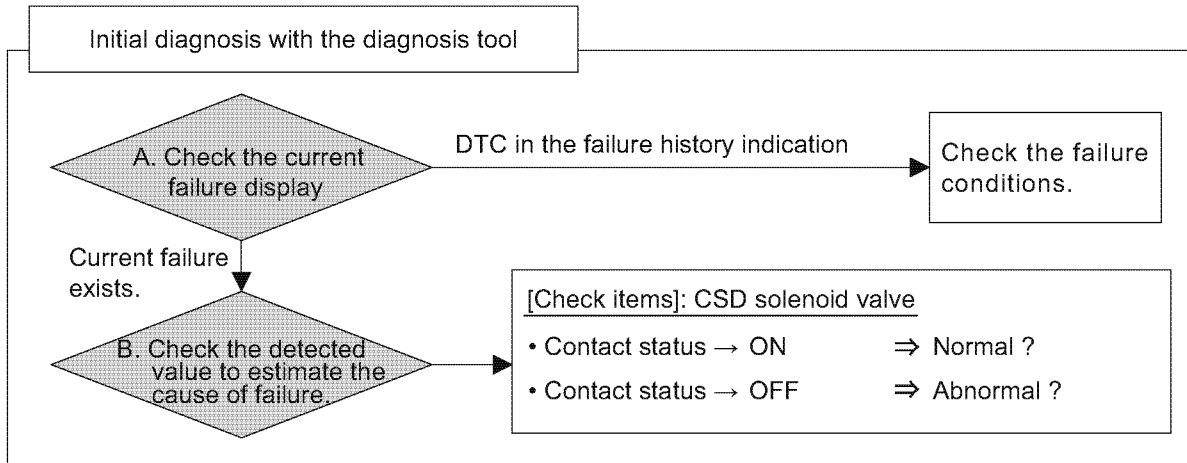 Initial diagnosis with the diagnosis tool
A. Check the current
failure display
DTC in the failure history indication
Check the failure
conditions.
Current failure
exists.
B. Check the detected
value to estimate the
cause of failure.
[Check items]: CSD solenoid valve
• Contact status → ON ⇒ Normal ?
• Contact status → OFF ⇒ Abnormal ?